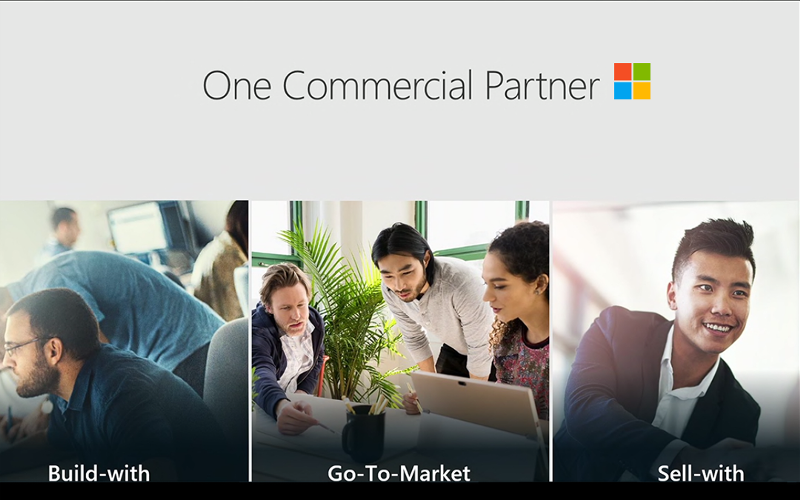 One Commercial Partner
Build-with
Go-To-Market
Sell-with